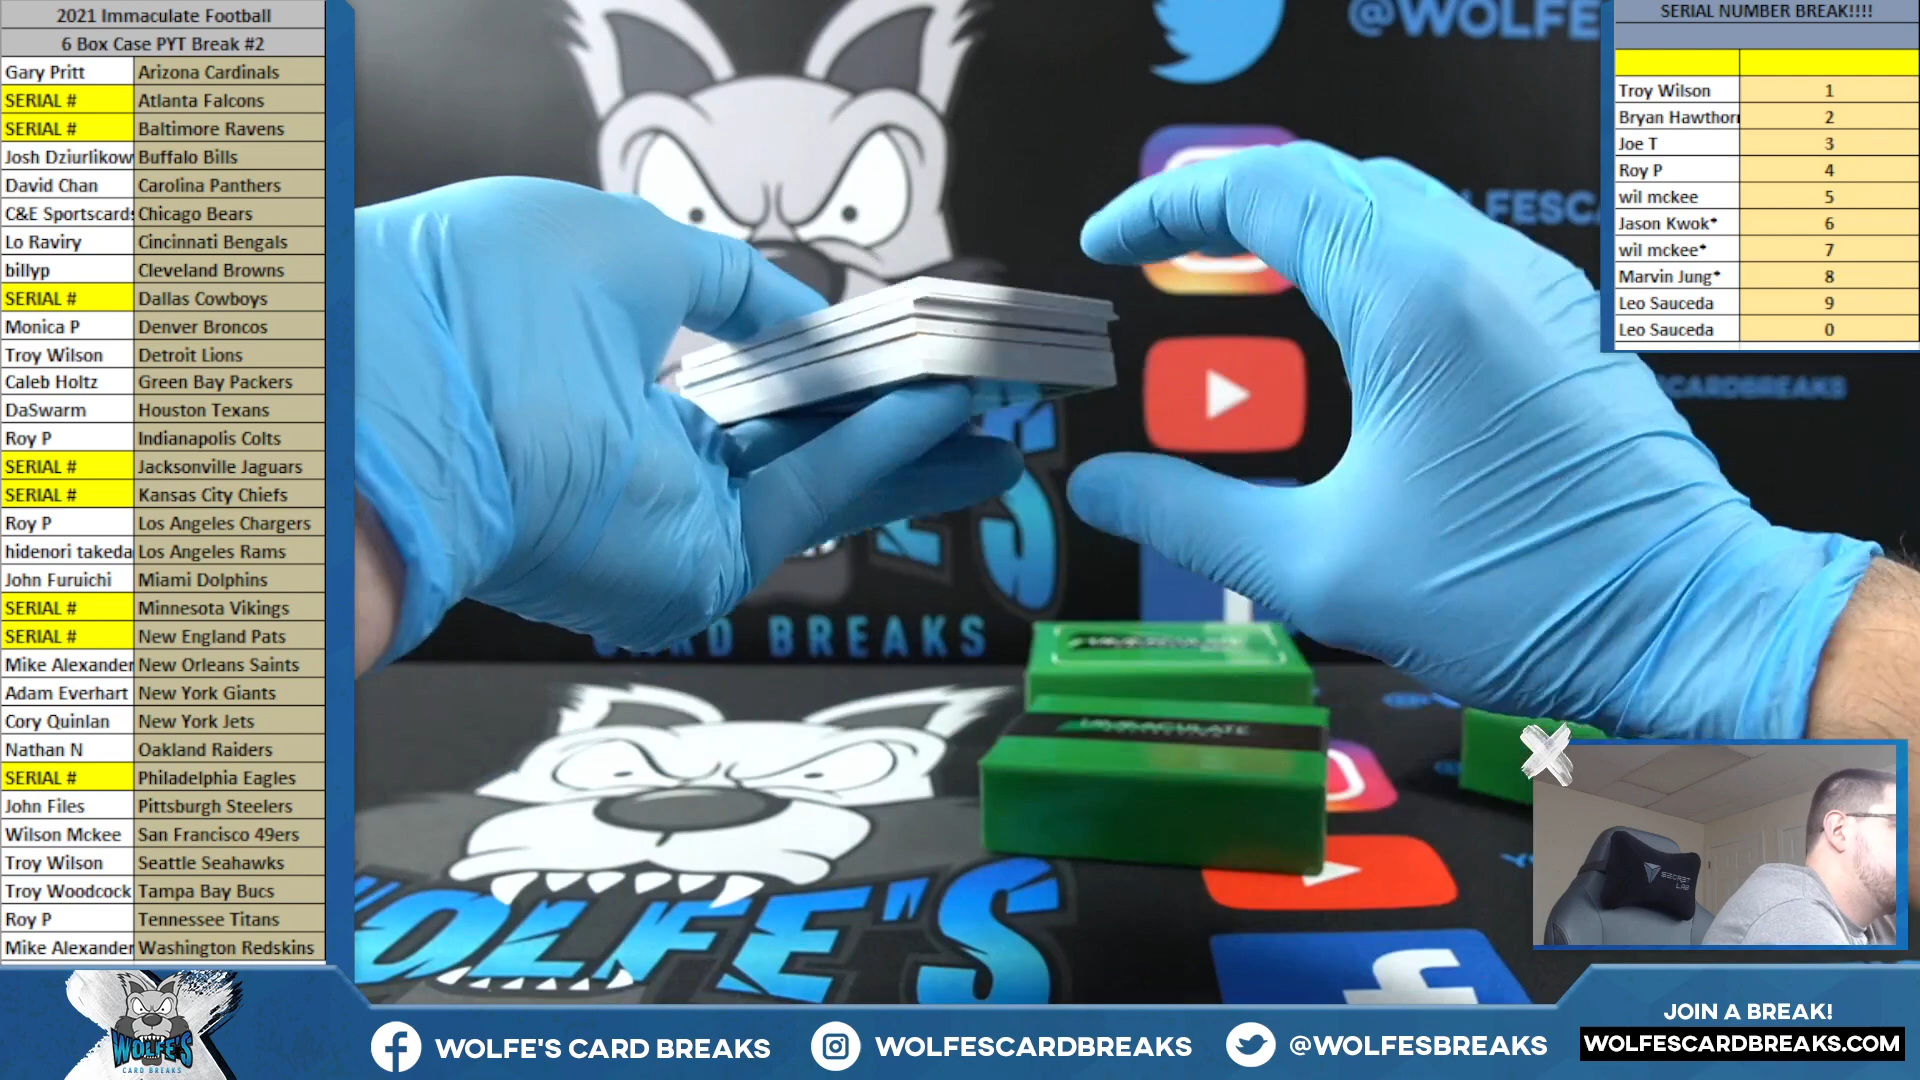 2021 Immaculate Football
6 Box Case PYT Break #2
Gary Pritt Arizona Cardinals
SERIAL # Atlanta Falcons
SERIAL # Baltimore Ravens
Josh Dziurlikow Buffalo Bills
David Chan Carolina Panthers
C&E Sportscards Chicago Bears
Lo Raviry Cincinnati Bengals
billyp Cleveland Browns
SERIAL # Dallas Cowboys
Monica P Denver Broncos
Troy Wilson Detroit Lions
Caleb Holtz Green Bay Packers
DaSwarm Houston Texans
Roy P Indianapolis Colts
SERIAL # Jacksonville Jaguars
SERIAL # Kansas City Chiefs
Roy P Los Angeles Chargers
hidenori takeda Los Angeles Rams
John Furuichi Miami Dolphins
SERIAL # Minnesota Vikings
SERIAL # New England Pats
Mike Alexander New Orleans Saints
Adam Everhart New York Giants
Cory Quinlan New York Jets
Nathan N Oakland Raiders
SERIAL # Philadelphia Eagles
John Files Pittsburgh Steelers
Wilson Mckee San Francisco 49ers
Troy Wilson Seattle Seahawks
Troy Woodcock Tampa Bay Bucs
Roy P Tennessee Titans
Mike Alexander Washington Redskins
SERIAL NUMBER BREAK!!!!
Troy Wilson 1
Bryan Hawthorn 2
Joe T 3
Roy P 4
wil mckee 5
Jason Kwok* 6
wil mckee* 7
Marvin Jung* 8
Leo Sauceda 9
Leo Sauceda 0
@WOLFE
CARDBREAKS
CARD BREAKS
IMMACULATE
WOLFE'S
SECRET
LAB
WOLFE'S
CARD BREAKS
WOLFE'S CARD BREAKS
WOLFESCARDBREAKS
@WOLFESBREAKS
JOIN A BREAK!
WOLFESCARDBREAKS.COM